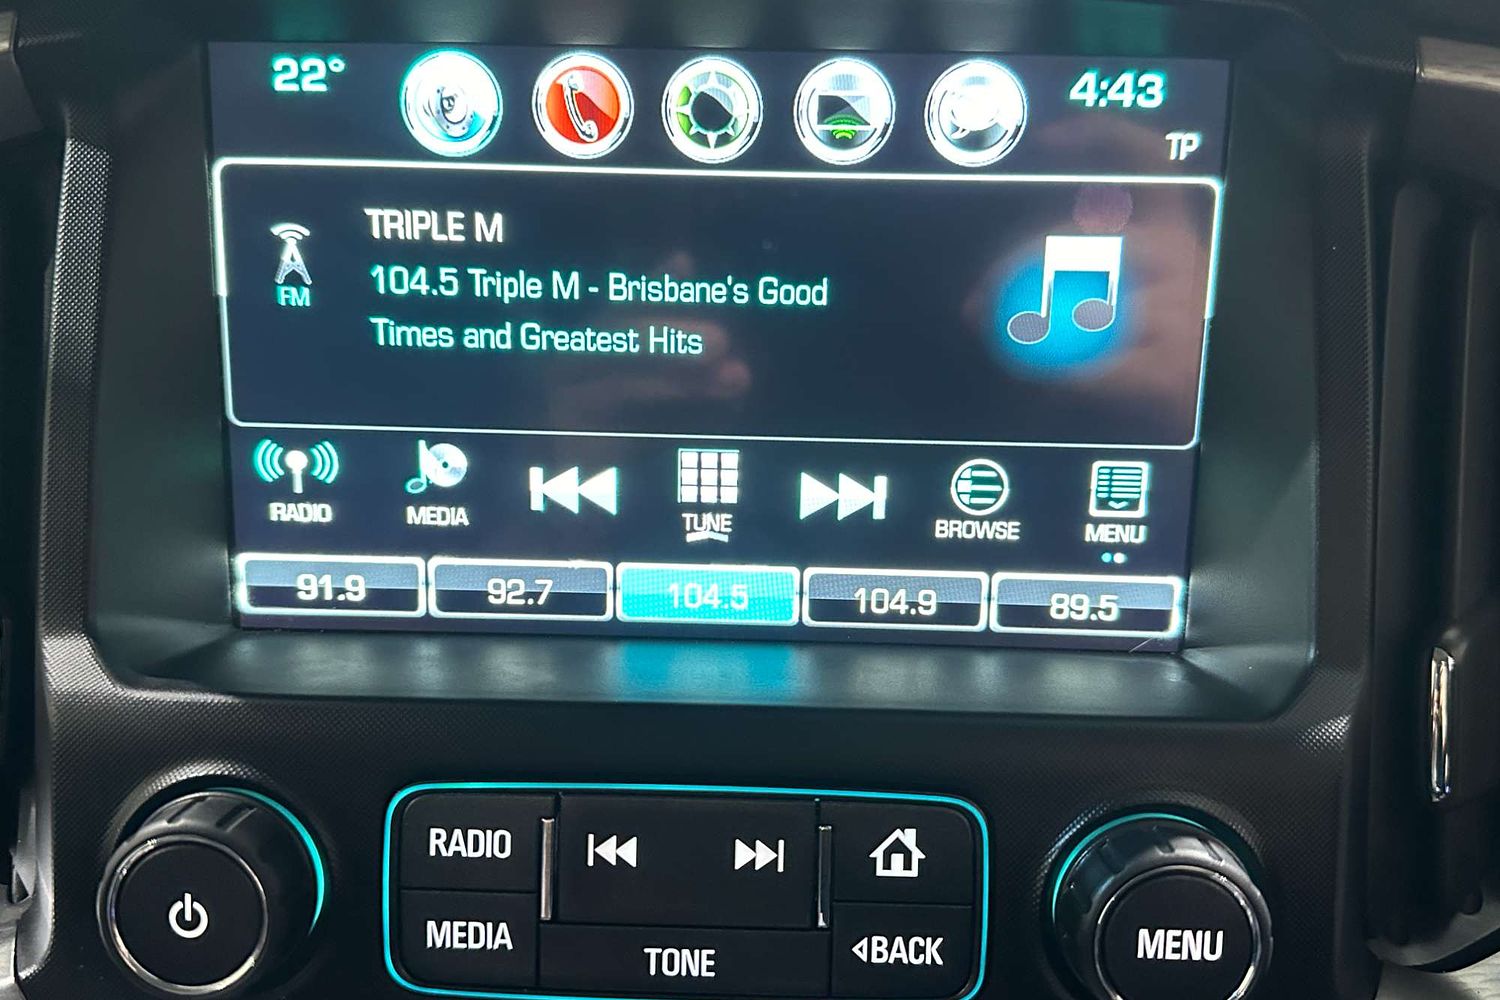 22°
4:43
TP
TRIPLE M
FM
104.5 Triple M - Brisbane's Good
Times and Greatest Hits
RADIO
MEDIA
TUNE
BROWSE
MENU
91.9
92.7
104.5
104.9
89.5
RADIO
MEDIA
TONE
BACK
MENU